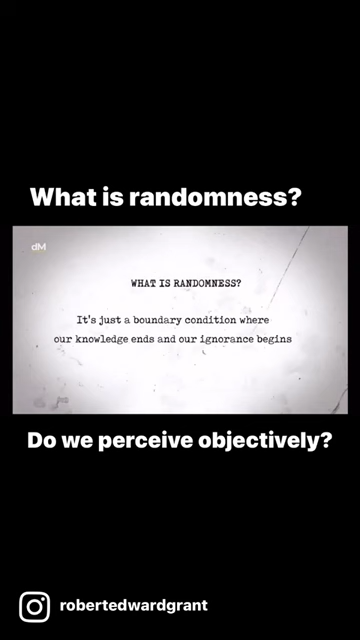 What is randomness?
dM
WHAT IS RANDOMNESS?
It's just a boundary condition where
our knowledge ends and our ignorance begins
Do we perceive objectively?
robertedwardgrant